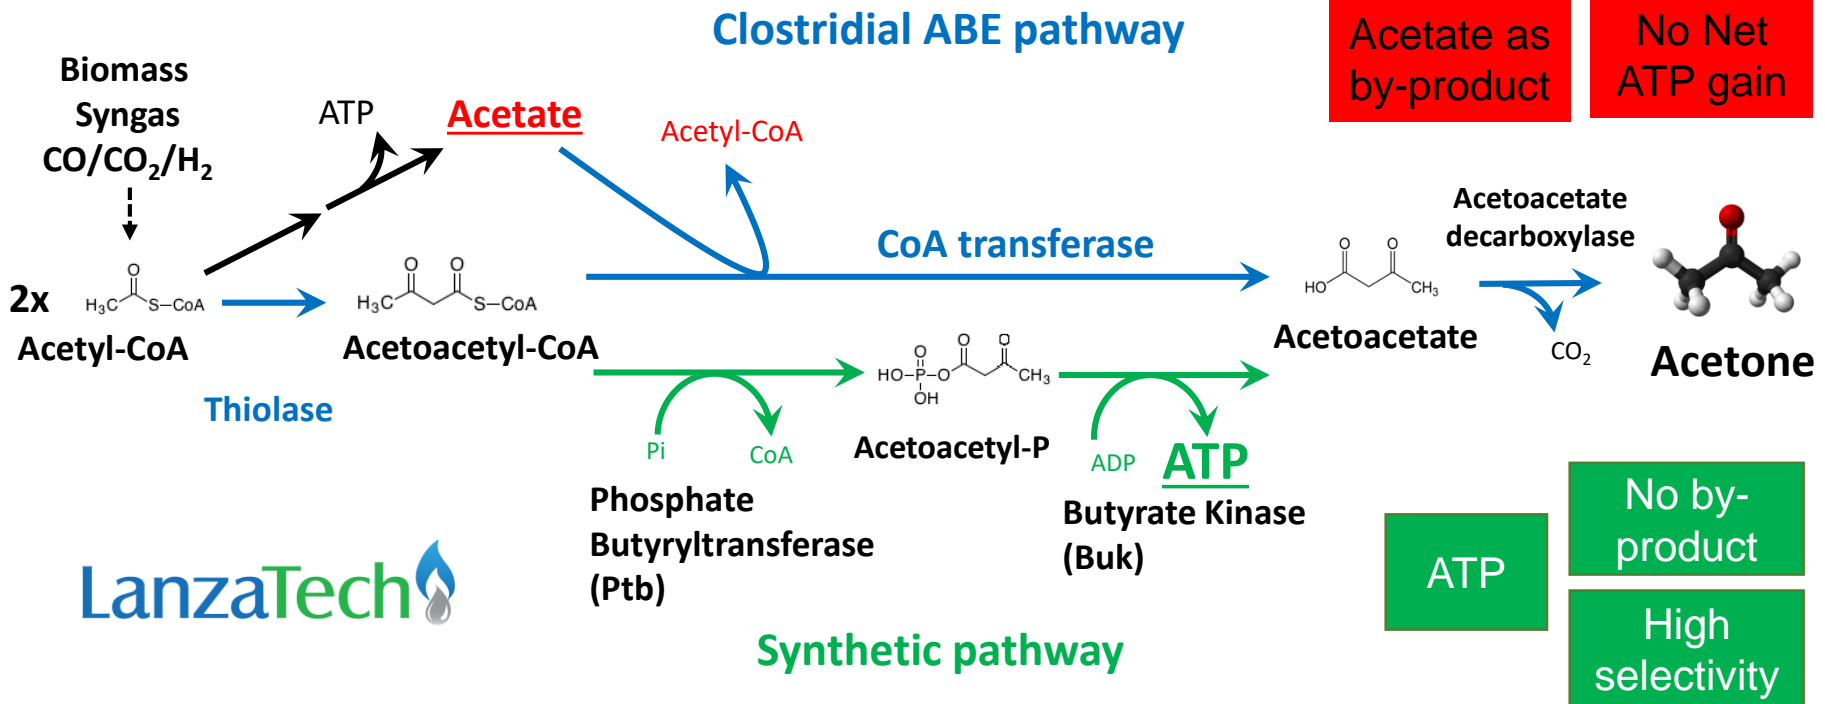 Clostridial ABE pathway
Acetate as
by-product
No Net
ATP gain
Biomass
Syngas
CO/CO₂/H₂
ATP
Acetate
Acetyl-CoA
CoA transferase
Acetoacetate
decarboxylase
2x
O
H₃C
S–CoA
Acetyl-CoA
Thiolase
O
O
H₃C
S–CoA
Acetoacetyl-CoA
O
O
HO
CH₃
Acetoacetate
CO₂
Acetone
O
HO–P–O
OH
O
O
CH₃
Acetoacetyl-P
Pi
CoA
Phosphate
Butyryltransferase
(Ptb)
ADP
ATP
Butyrate Kinase
(Buk)
LanzaTech
Synthetic pathway
ATP
No by-
product
High
selectivity